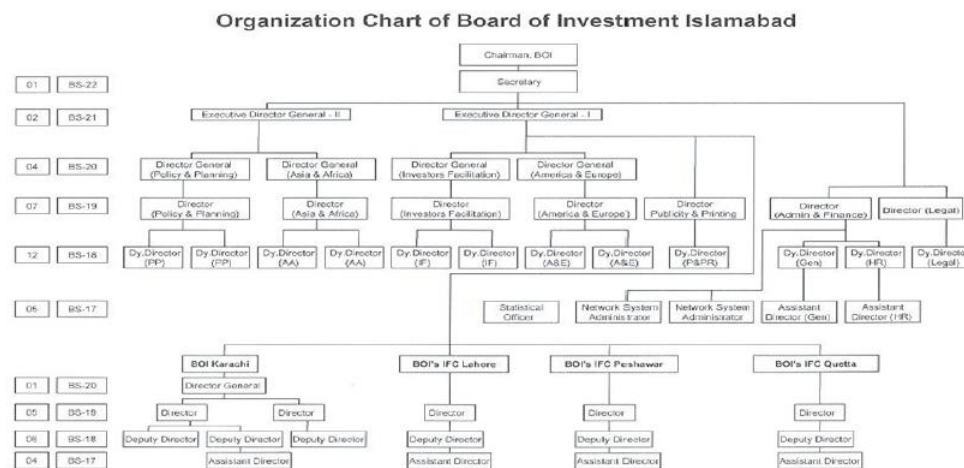 Organization Chart of Board of Investment Islamabad
Chairman, BOI
01 BS-22 Secretary
02 BS-21 Executive Director General - II Executive Director General - I
04 BS-20 Director General Director General Director General Director General
(Policy & Planning) (Asia & Africa) (Investors Facilitation) (America & Europe)
07 BS-19 Director Director Director Director Director Director Director (Legal)
(Policy & Planning) (Asia & Africa) (Investors Facilitation) (America & Europe) Publicity & Printing (Admin & Finance)
12 BS-18 Dy.Director Dy.Director Dy.Director Dy.Director Dy.Director Dy.Director Dy.Director Dy.Director Dy.Director Dy.Director Dy.Director Dy.Director
(PP) (PP) (AA) (AA) (IF) (IF) (A&E) (A&E) (P&PR) (Gen) (HR) (Legal)
BS-17 Statistical Network System Network System Assistant Assistant
Officer Administrator Administrator Director (Gen) Director (HR)
BOI Karachi BOI's IFC Lahore BOI's IFC Peshawar BOI's IFC Quetta
01 BS-20 Director General
05 BS-19 Director Director Director Director Director
BS-18 Deputy Director Deputy Director Deputy Director Deputy Director Deputy Director Deputy Director
04 BS-17 Assistant Director Assistant Director Assistant Director Assistant Director